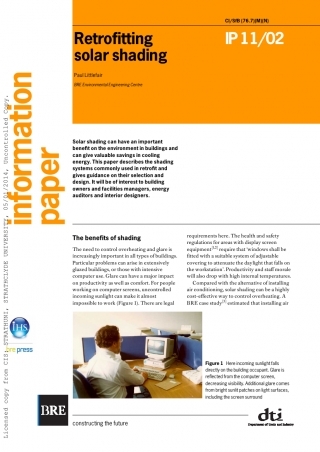 CI/SfB (76.7)(M)(N)
Retrofitting
solar shading
IP 11/02
Paul Littlefair
BRE Environmental Engineering Centre
information
paper
Licensed copy from CIS: STRATHUNI, STRATHCLYDE UNIVERSITY, 05/11/2014, Uncontrolled Copy.
Solar shading can have an important
benefit on the environment in buildings and
can give valuable savings in cooling
energy. This paper describes the shading
systems commonly used in retrofit and
gives guidance on their selection and
design. It will be of interest to building
owners and facilities managers, energy
auditors and interior designers.
The benefits of shading
The need to control overheating and glare is
increasingly important in all types of buildings.
Particular problems can arise in extensively
glazed buildings, or those with intensive
computer use. Glare can have a major impact
on productivity as well as comfort. For people
working on computer screens, uncontrolled
incoming sunlight can make it almost
impossible to work (Figure 1). There are legal
requirements here. The health and safety
regulations for areas with display screen
equipment require that 'windows shall be
fitted with a suitable system of adjustable
covering to attenuate the daylight that falls on
the workstation'. Productivity and staff morale
will also drop with high internal temperatures.
Compared with the alternative of installing
air conditioning, solar shading can be a highly
cost-effective way to control overheating. A
BRE case study estimated that installing air
Figure 1 Here incoming sunlight falls
directly on the building occupant. Glare is
reflected from the computer screen,
decreasing visibility. Additional glare comes
from bright sunlit patches on light surfaces,
including the screen surround
IHS
bre press
BRE
constructing the future
dti
Department of Trade and Industry